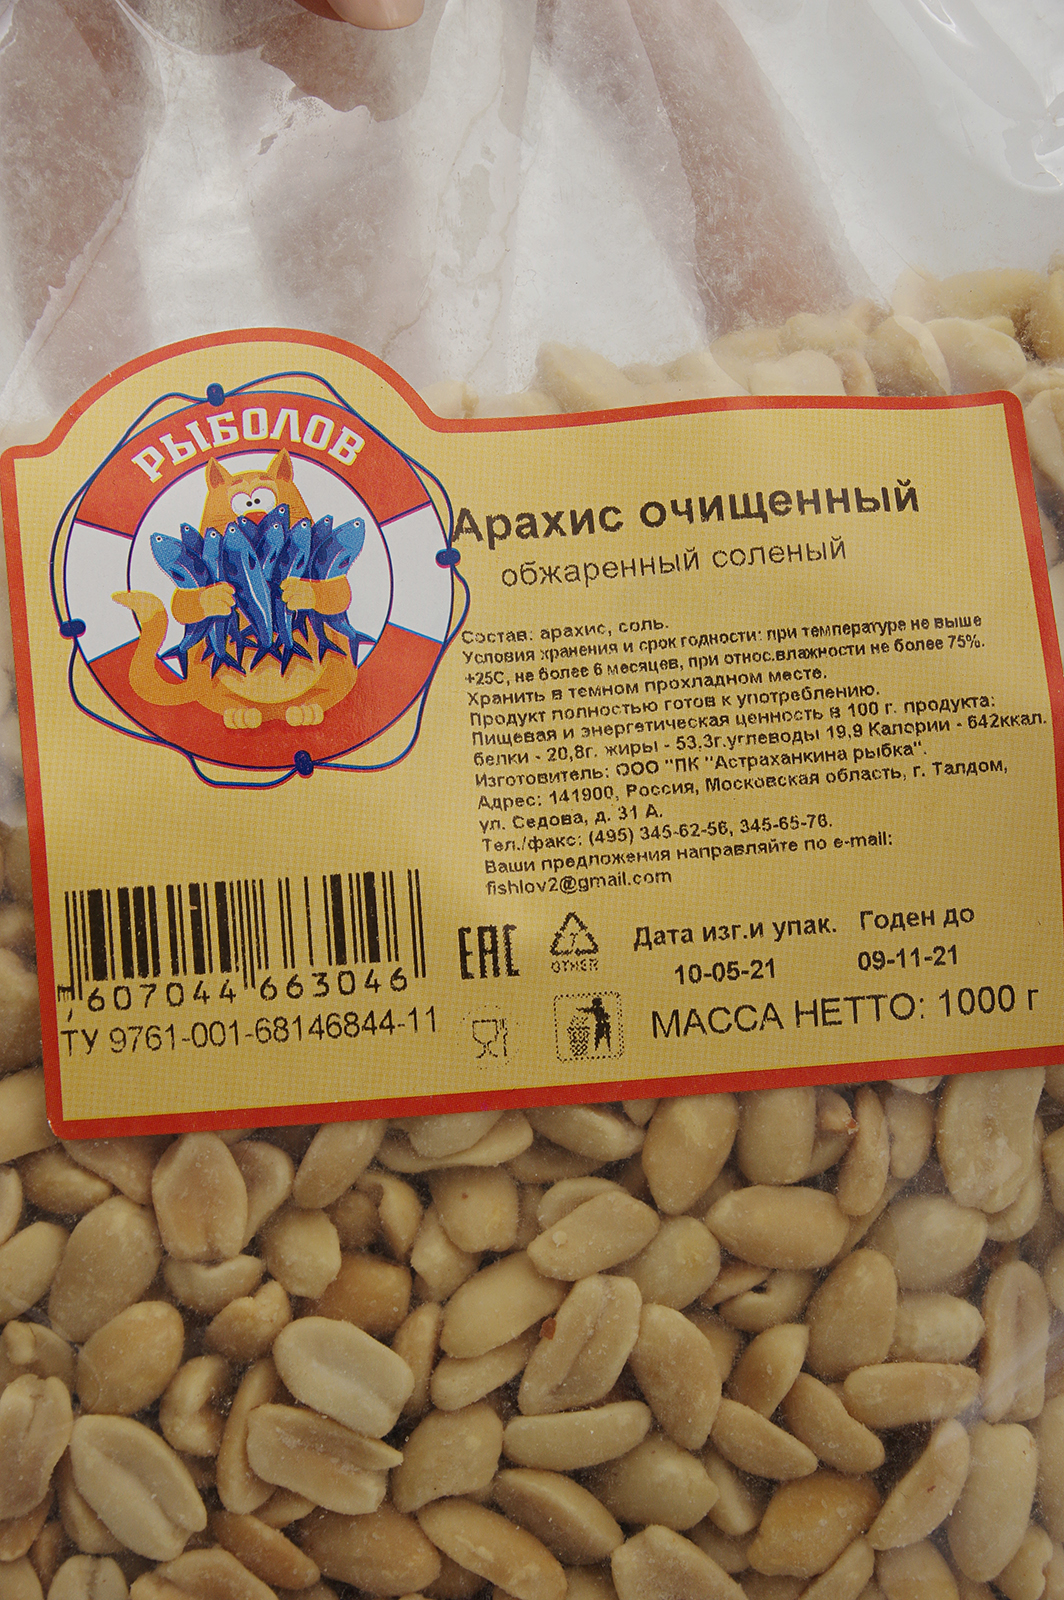 РЫБОЛОВ
Арахис очищенный
обжаренный соленый
Состав: арахис, соль.
Условия хранения и срок годности: при температуре не выше
+25С, не более 6 месяцев, при относ.влажности не более 75%.
Хранить в темном прохладном месте.
Продукт полностью готов к употреблению.
Пищевая и энергетическая ценность в 100 г. продукта:
белки - 20,8г. жиры - 53.3г.углеводы 19,9 Калории - 642ккал.
Изготовитель: ООО "ПК "Астраханкина рыбка".
Адрес: 141900, Россия, Московская область, г. Талдом,
ул. Седова, д. 31 А.
Тел./факс: (495) 345-62-56, 345-65-76.
Ваши предложения направляйте по e-mail:
fishlov2@gmail.com
EAC
7
OTHER
Дата изг.и упак. Годен до
10-05-21 09-11-21
МАССА НЕТТО: 1000 г
607044 663046
ТУ 9761-001-68146844-11